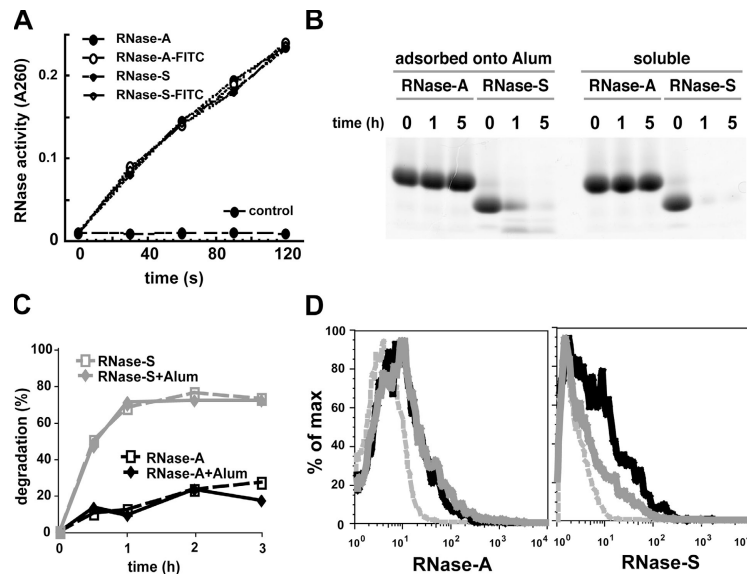 A
RNase-A
RNase-A-FITC
RNase-S
RNase-S-FITC
RNase activity (A260)
0.2
0.1
0
control
0 40 80 120
time (s)
B
adsorbed onto Alum soluble
RNase-A RNase-S RNase-A RNase-S
time (h) 0 1 5 0 1 5 0 1 5 0 1 5
C
degradation (%)
100
80
60
40
20
0
RNase-S
RNase-S+Alum
RNase-A
RNase-A+Alum
0 1 2 3
time (h)
D
% of max
100
80
60
40
20
0
10⁰ 10¹ 10² 10³ 10⁴
RNase-A
10⁰ 10¹ 10² 10³
RNase-S